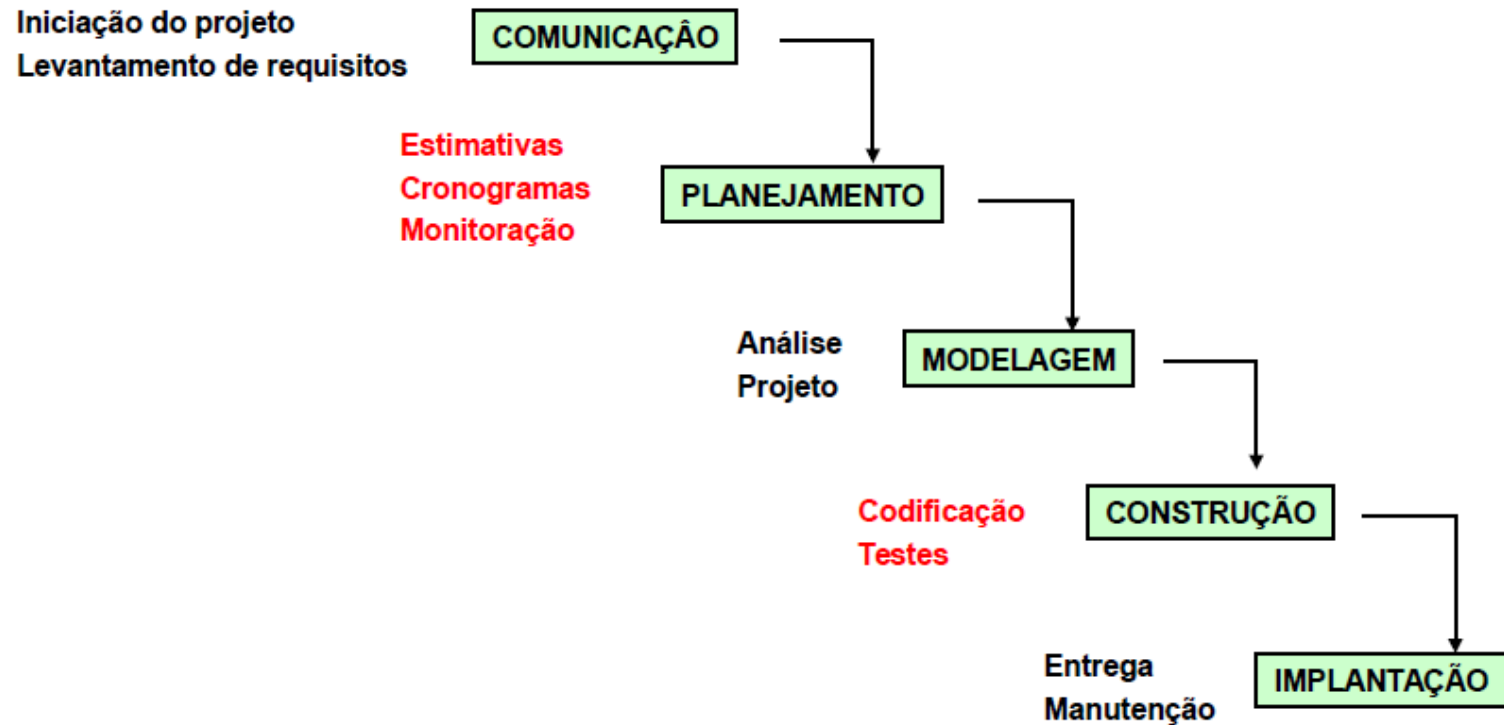 Iniciação do projeto
Levantamento de requisitos
COMUNICAÇÂO
Estimativas
Cronogramas
Monitoração
PLANEJAMENTO
Análise
Projeto
MODELAGEM
Codificação
Testes
CONSTRUÇÃO
Entrega
Manutenção
IMPLANTAÇÃO